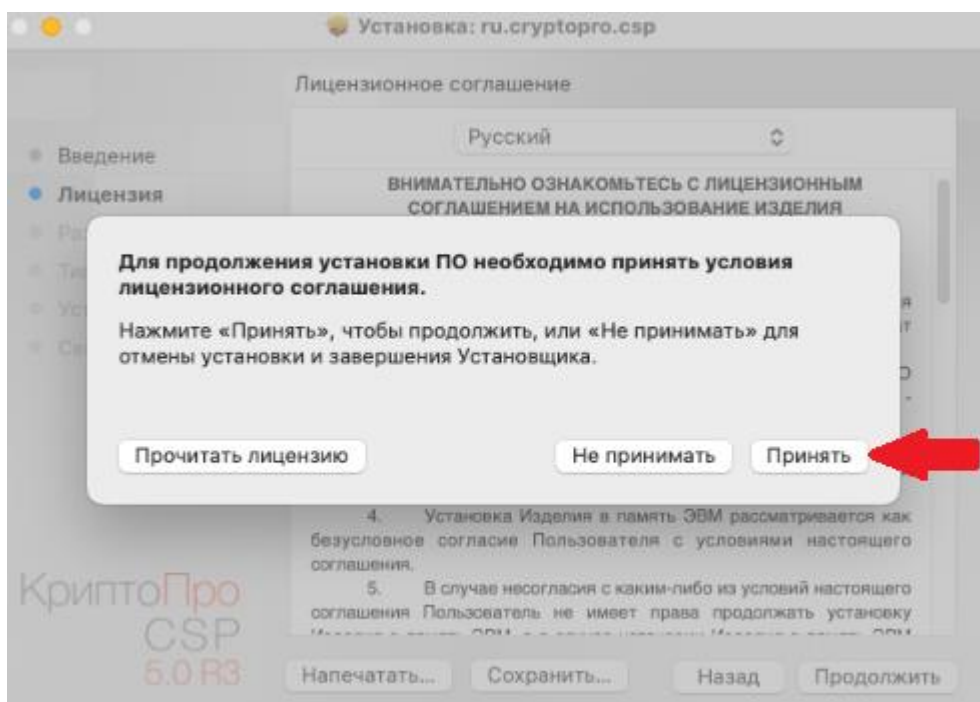 Установка: ru.cryptopro.csp
Лицензионное соглашение
Русский
Введение
Лицензия
ВНИМАТЕЛЬНО ОЗНАКОМЬТЕСЬ С ЛИЦЕНЗИОННЫМ
СОГЛАШЕНИЕМ НА ИСПОЛЬЗОВАНИЕ ИЗДЕЛИЯ
Для продолжения установки ПО необходимо принять условия
лицензионного соглашения.
Нажмите «Принять», чтобы продолжить, или «Не принимать» для
отмены установки и завершения Установщика.
Прочитать лицензию
Не принимать
Принять
4. Установка Изделия в память ЭВМ рассматривается как
безусловное согласие Пользователя с условиями настоящего
соглашения.
5. В случае несогласия с каким-либо из условий настоящего
соглашения Пользователь не имеет права продолжать установку
КриптоПро
CSP
5.0 R3
Напечатать...
Сохранить...
Назад
Продолжить